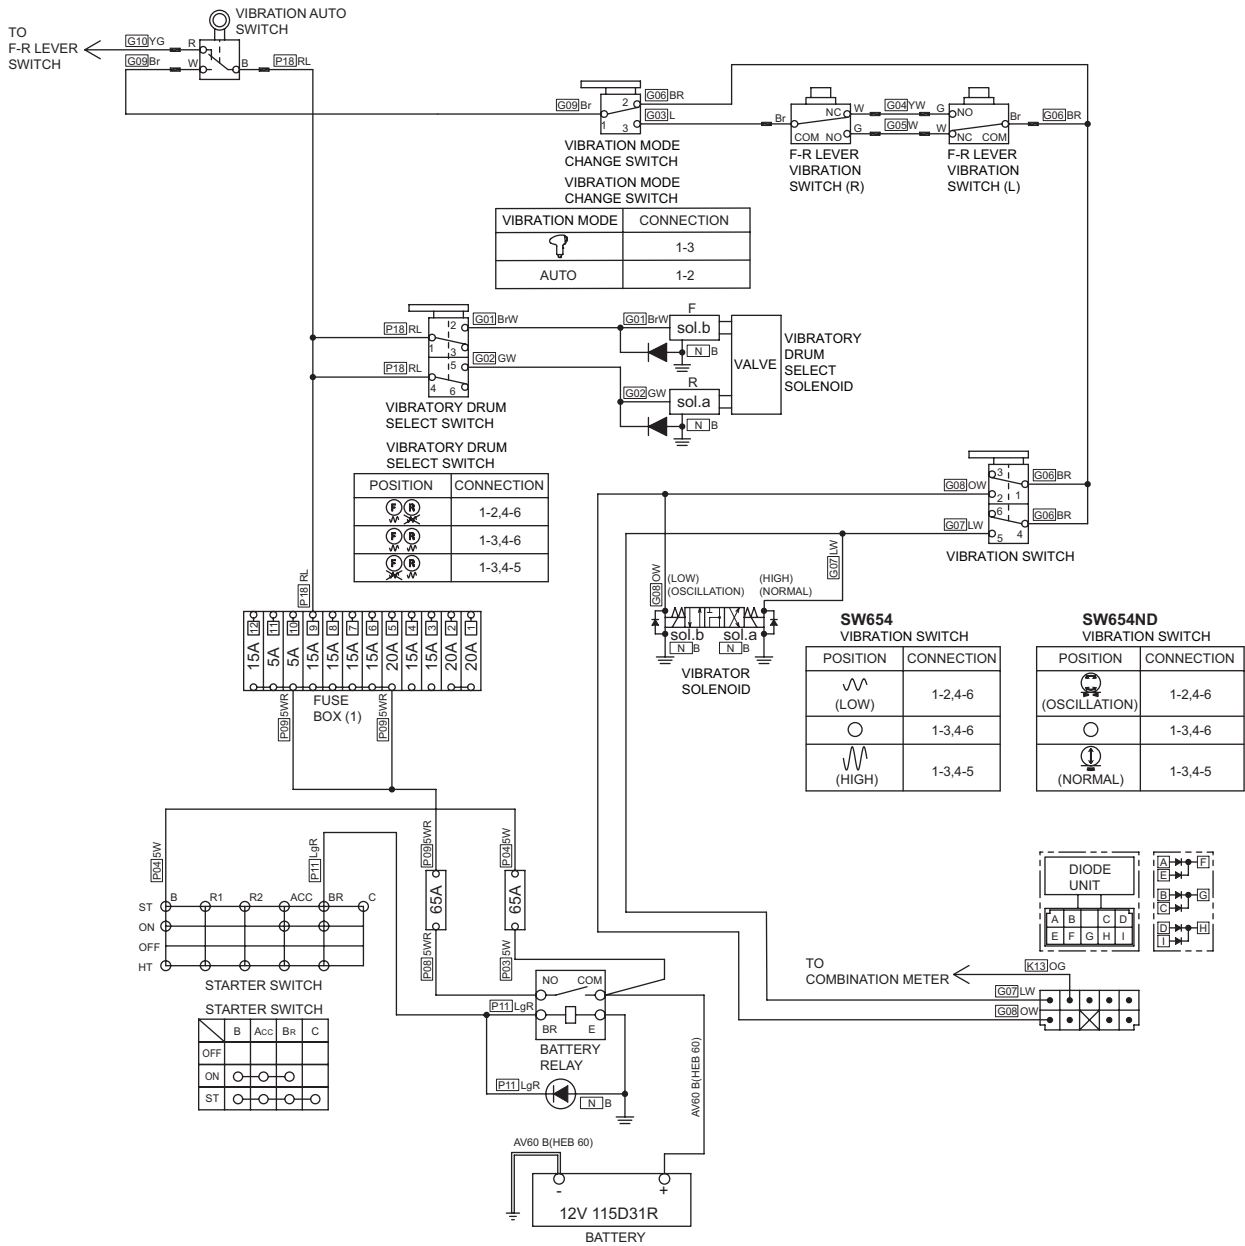 VIBRATION AUTO
SWITCH
TO
F-R LEVER
SWITCH
G10 YG R
G09 Br W B P18 RL
G09 Br 2 G06 BR
1 3 G03 L
Br NC W G04 YW G NO Br G06 BR
COM NO G G05 W W NC COM
VIBRATION MODE
CHANGE SWITCH
F-R LEVER
VIBRATION
SWITCH (R)
F-R LEVER
VIBRATION
SWITCH (L)
VIBRATION MODE
CHANGE SWITCH
VIBRATION MODE CONNECTION
1-3
AUTO 1-2
P18 RL 2 G01 BrW G01 BrW F sol.b
1 3 N B
P18 RL 5 G02 GW G02 GW R sol.a
4 6 N B
VALVE
VIBRATORY
DRUM
SELECT
SOLENOID
VIBRATORY DRUM
SELECT SWITCH
VIBRATORY DRUM
SELECT SWITCH
POSITION CONNECTION
F R 1-2,4-6
F R 1-3,4-6
F R 1-3,4-5
3 G06 BR
G08 OW 2 1
6 G06 BR
G07 LW 5 4
VIBRATION SWITCH
P18 RL
G08 OW
(LOW)
(OSCILLATION)
(HIGH)
(NORMAL)
G07 LW
sol.b sol.a
N B N B
VIBRATOR
SOLENOID
SW654
VIBRATION SWITCH
POSITION CONNECTION
(LOW) 1-2,4-6
1-3,4-6
(HIGH) 1-3,4-5
SW654ND
VIBRATION SWITCH
POSITION CONNECTION
(OSCILLATION) 1-2,4-6
1-3,4-6
(NORMAL) 1-3,4-5
12 11 10 9 8 7 6 5 4 3 2 1
15A 5A 5A 15A 15A 15A 15A 20A 15A 15A 20A 20A
FUSE
BOX (1)
P09 5WR P09 5WR
P04 5W P11 LgR P09 5WR P04 5W
65A 65A
P08 5WR P03 5W
B R1 R2 ACC BR C
ST
ON
OFF
HT
STARTER SWITCH
STARTER SWITCH
B ACC BR C
OFF
ON
ST
NO COM
P11 LgR
BR E
BATTERY
RELAY
P11 LgR N B
AV60 B(HEB 60)
AV60 B(HEB 60)
- +
12V 115D31R
BATTERY
DIODE
UNIT
A B C D
E F G H I
A F
E
B G
C
D H
I
TO
COMBINATION METER
K13 OG
G07 LW
G08 OW